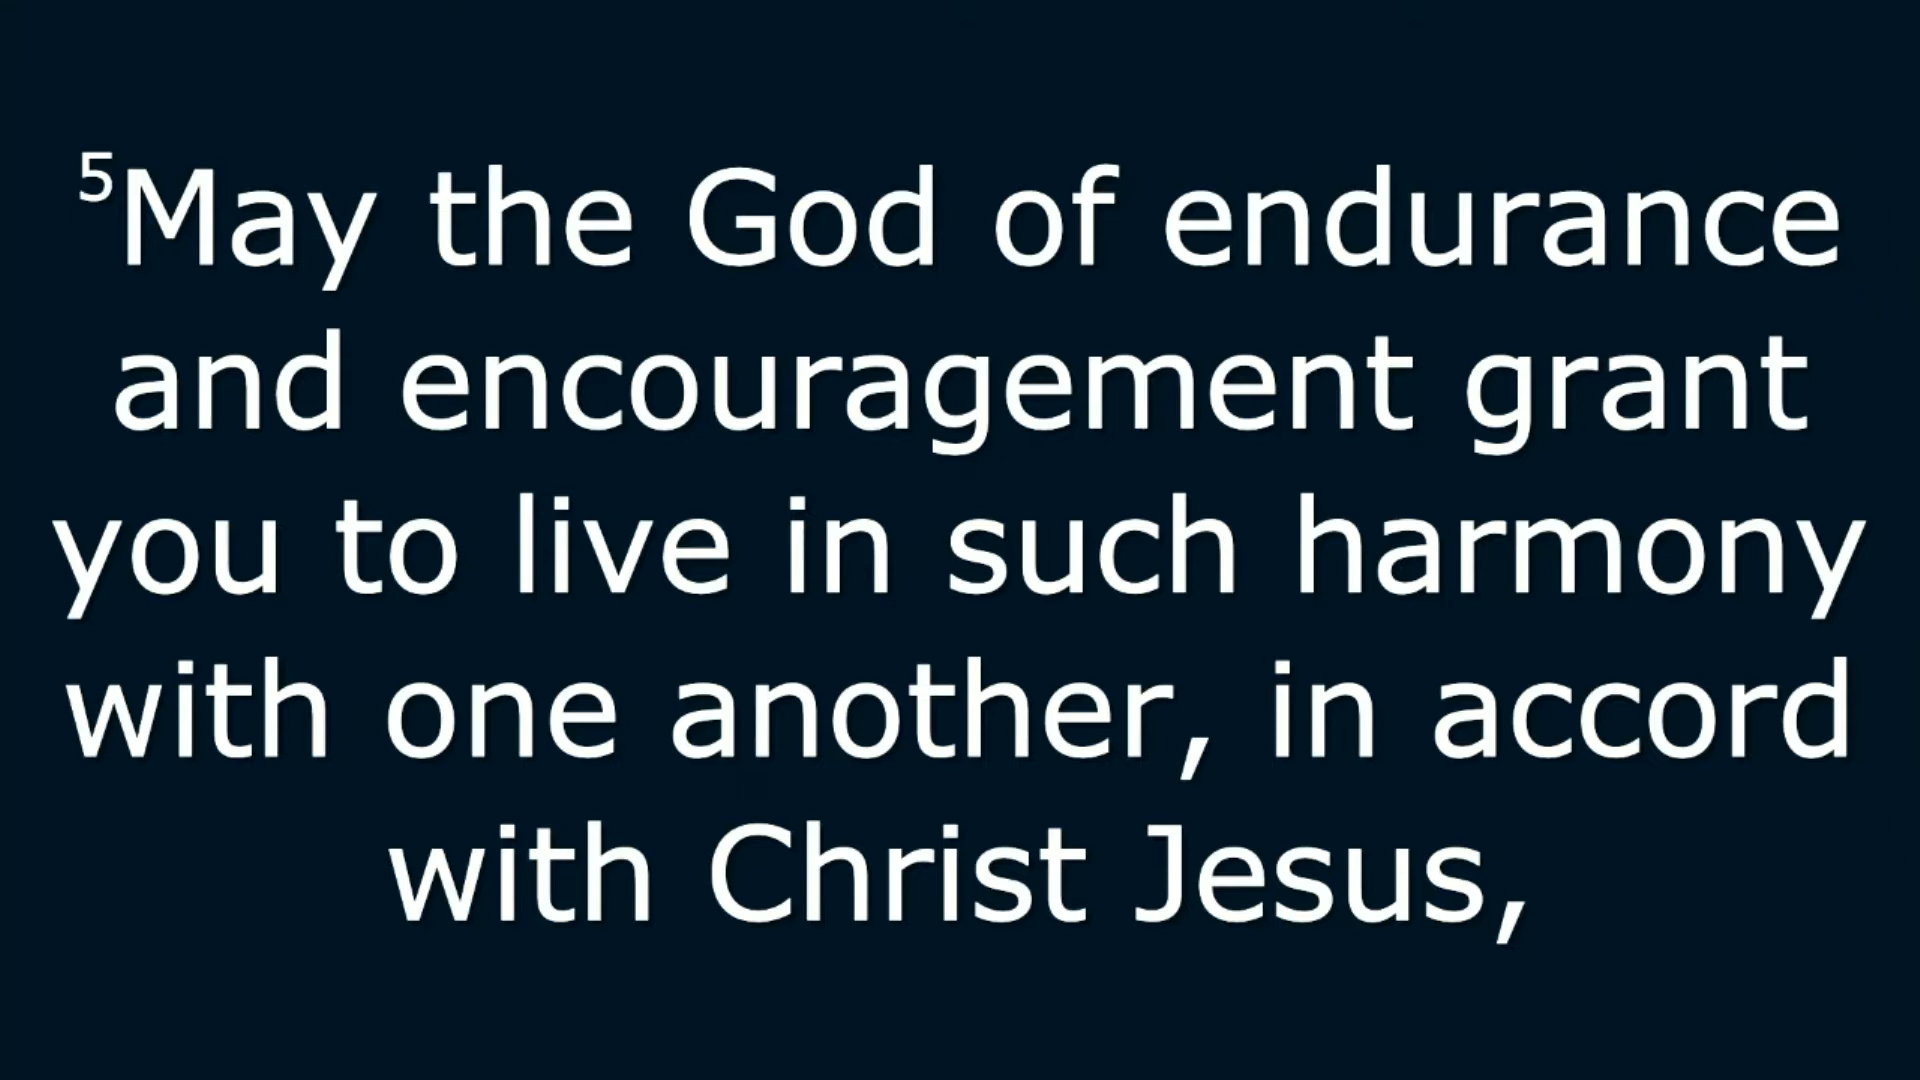 ⁵May the God of endurance
and encouragement grant
you to live in such harmony
with one another, in accord
with Christ Jesus,